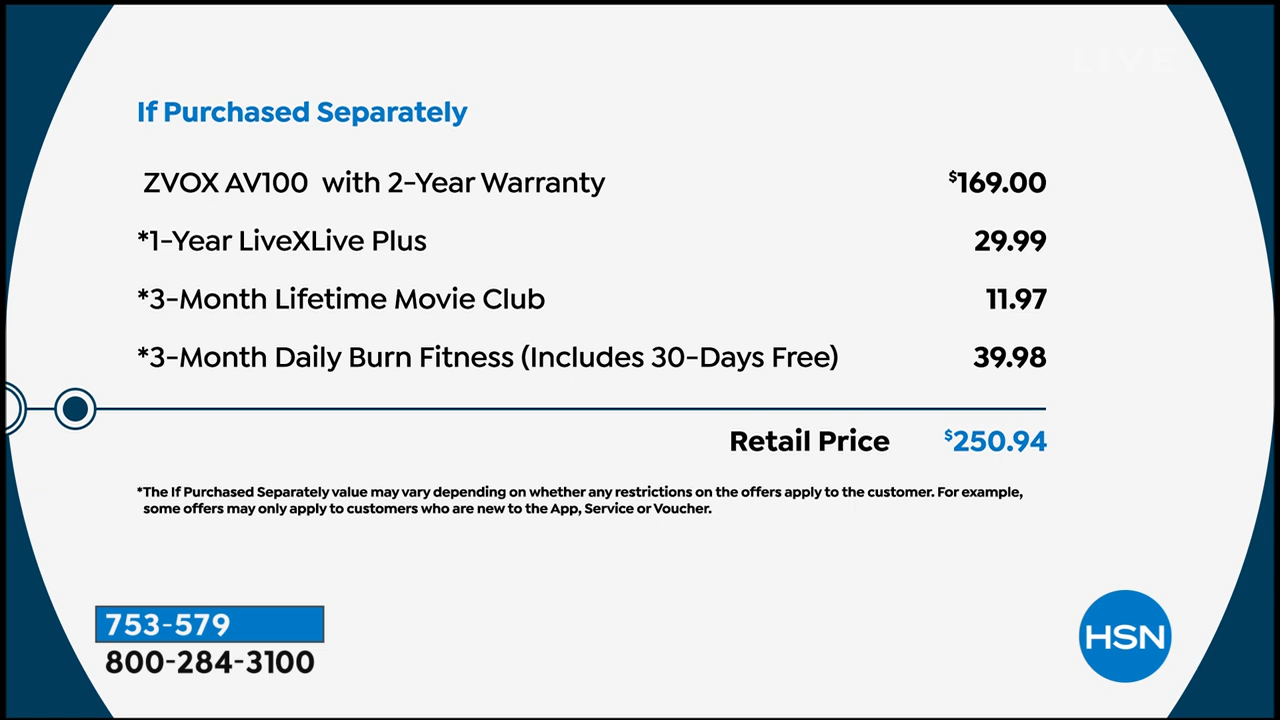 LIVE
If Purchased Separately
ZVOX AV100 with 2-Year Warranty $169.00
*1-Year LiveXLive Plus 29.99
*3-Month Lifetime Movie Club 11.97
*3-Month Daily Burn Fitness (Includes 30-Days Free) 39.98
Retail Price $250.94
*The If Purchased Separately value may vary depending on whether any restrictions on the offers apply to the customer. For example,
some offers may only apply to customers who are new to the App, Service or Voucher.
753-579
800-284-3100
HSN